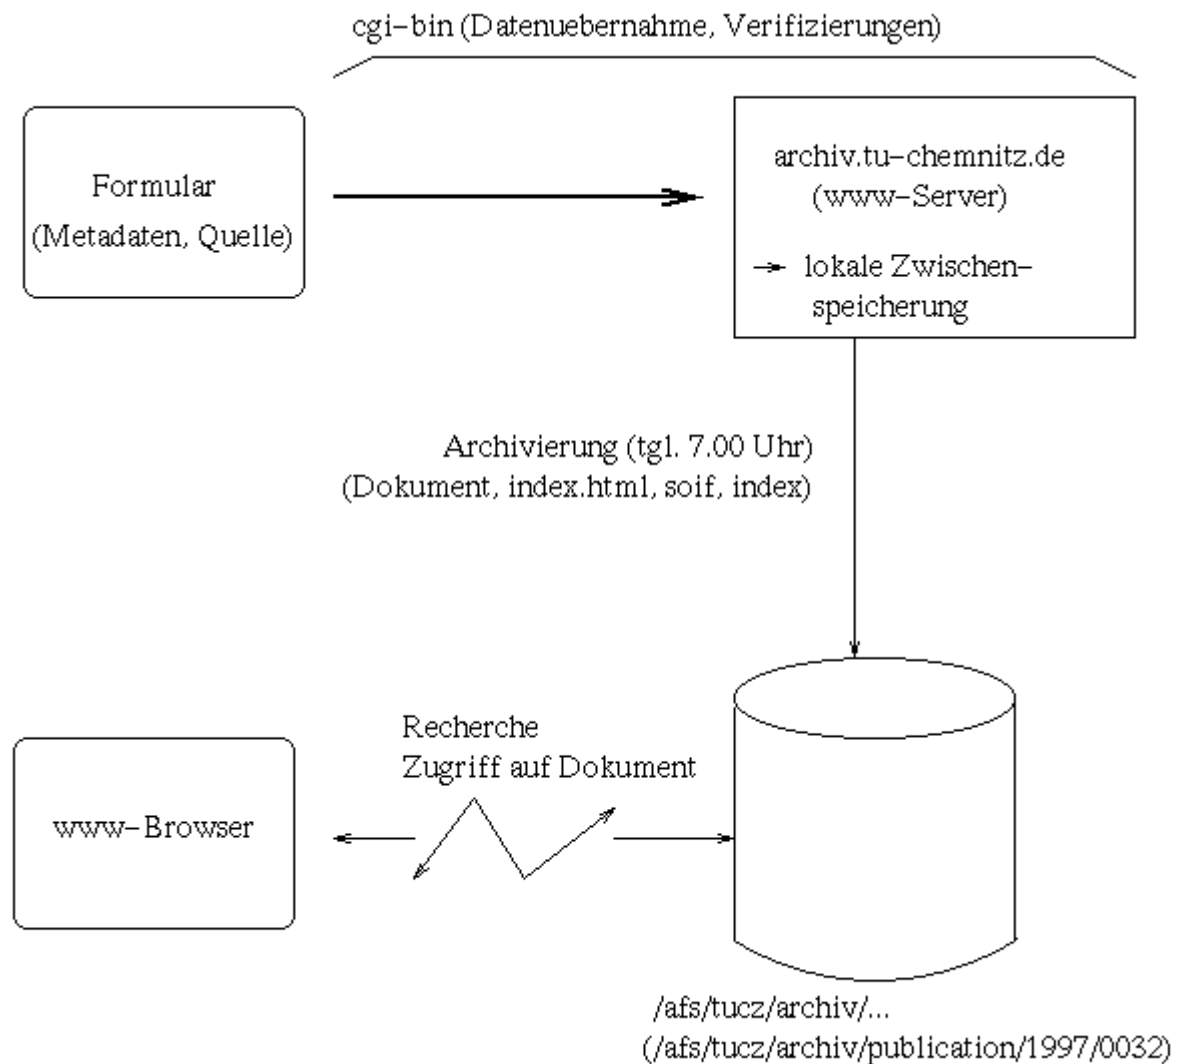 cgi-bin (Datenuebernahme, Verifizierungen)
Formular
(Metadaten, Quelle)
archiv.tu-chemnitz.de
(www-Server)
lokale Zwischen-
speicherung
Archivierung (tgl. 7.00 Uhr)
(Dokument, index.html, soif, index)
Recherche
Zugriff auf Dokument
www-Browser
/afs/tucz/archiv/...
(/afs/tucz/archiv/publication/1997/0032)